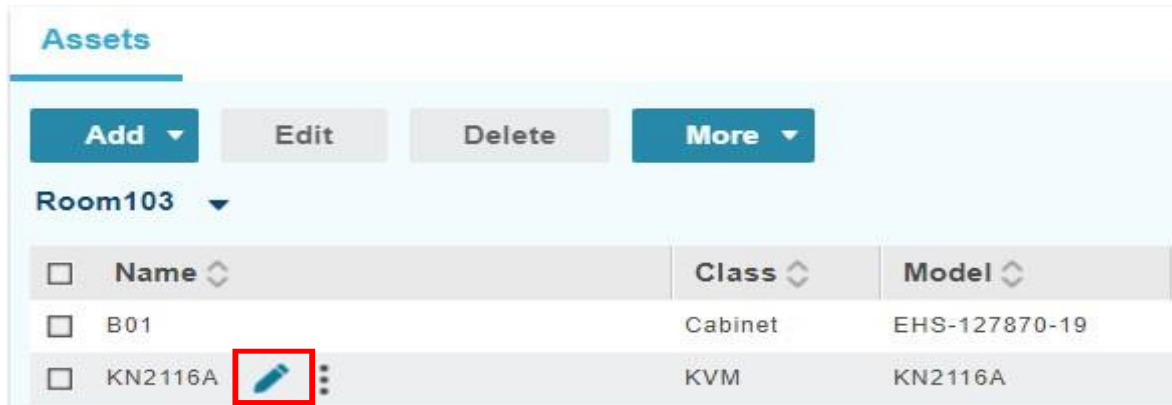 Assets
Add Edit Delete More
Room103
Name Class Model
B01 Cabinet EHS-127870-19
KN2116A KVM KN2116A